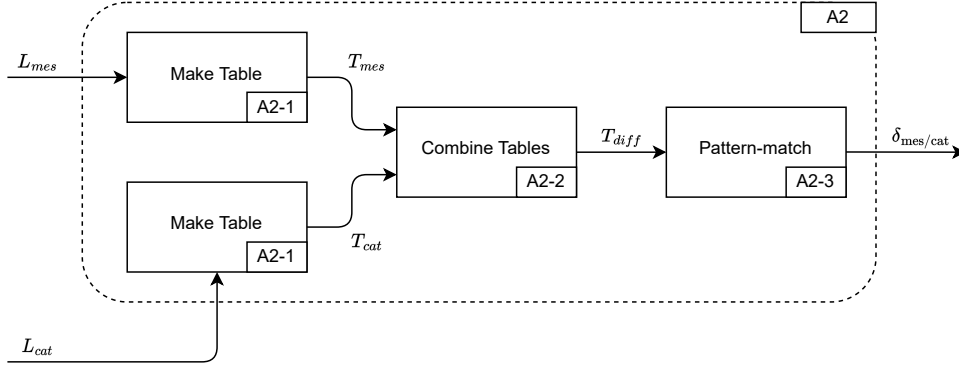 A2
L_mes
Make Table
A2-1
T_mes
Combine Tables
A2-2
T_diff
Pattern-match
A2-3
δ_mes/cat
Make Table
A2-1
T_cat
L_cat